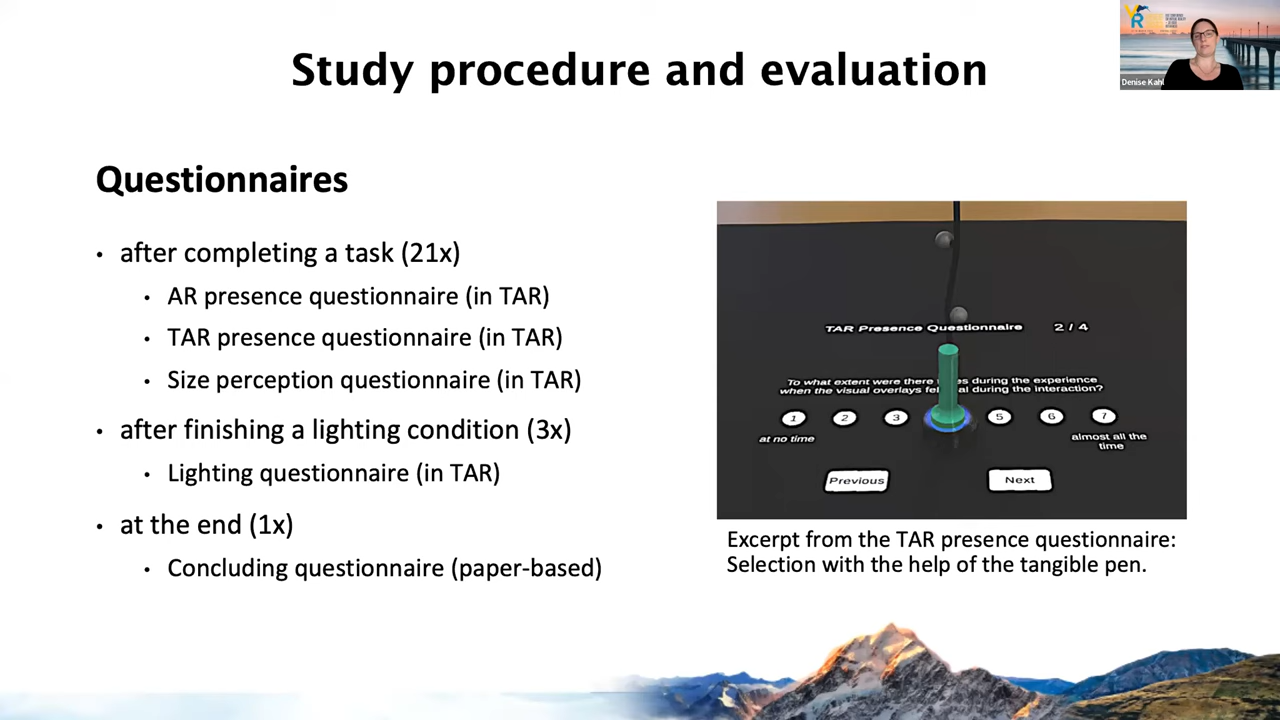 Study procedure and evaluation
Denise Kahl
Questionnaires
• after completing a task (21x)
• AR presence questionnaire (in TAR)
• TAR presence questionnaire (in TAR)
• Size perception questionnaire (in TAR)
• after finishing a lighting condition (3x)
• Lighting questionnaire (in TAR)
• at the end (1x)
• Concluding questionnaire (paper-based)
TAR Presence Questionnaire 2 / 4
To what extent were there es during the experience
when the visual overlays fe al during the interaction?
1 2 3 5 6 7
at no time
almost all the
time
Previous Next
Excerpt from the TAR presence questionnaire:
Selection with the help of the tangible pen.
VR